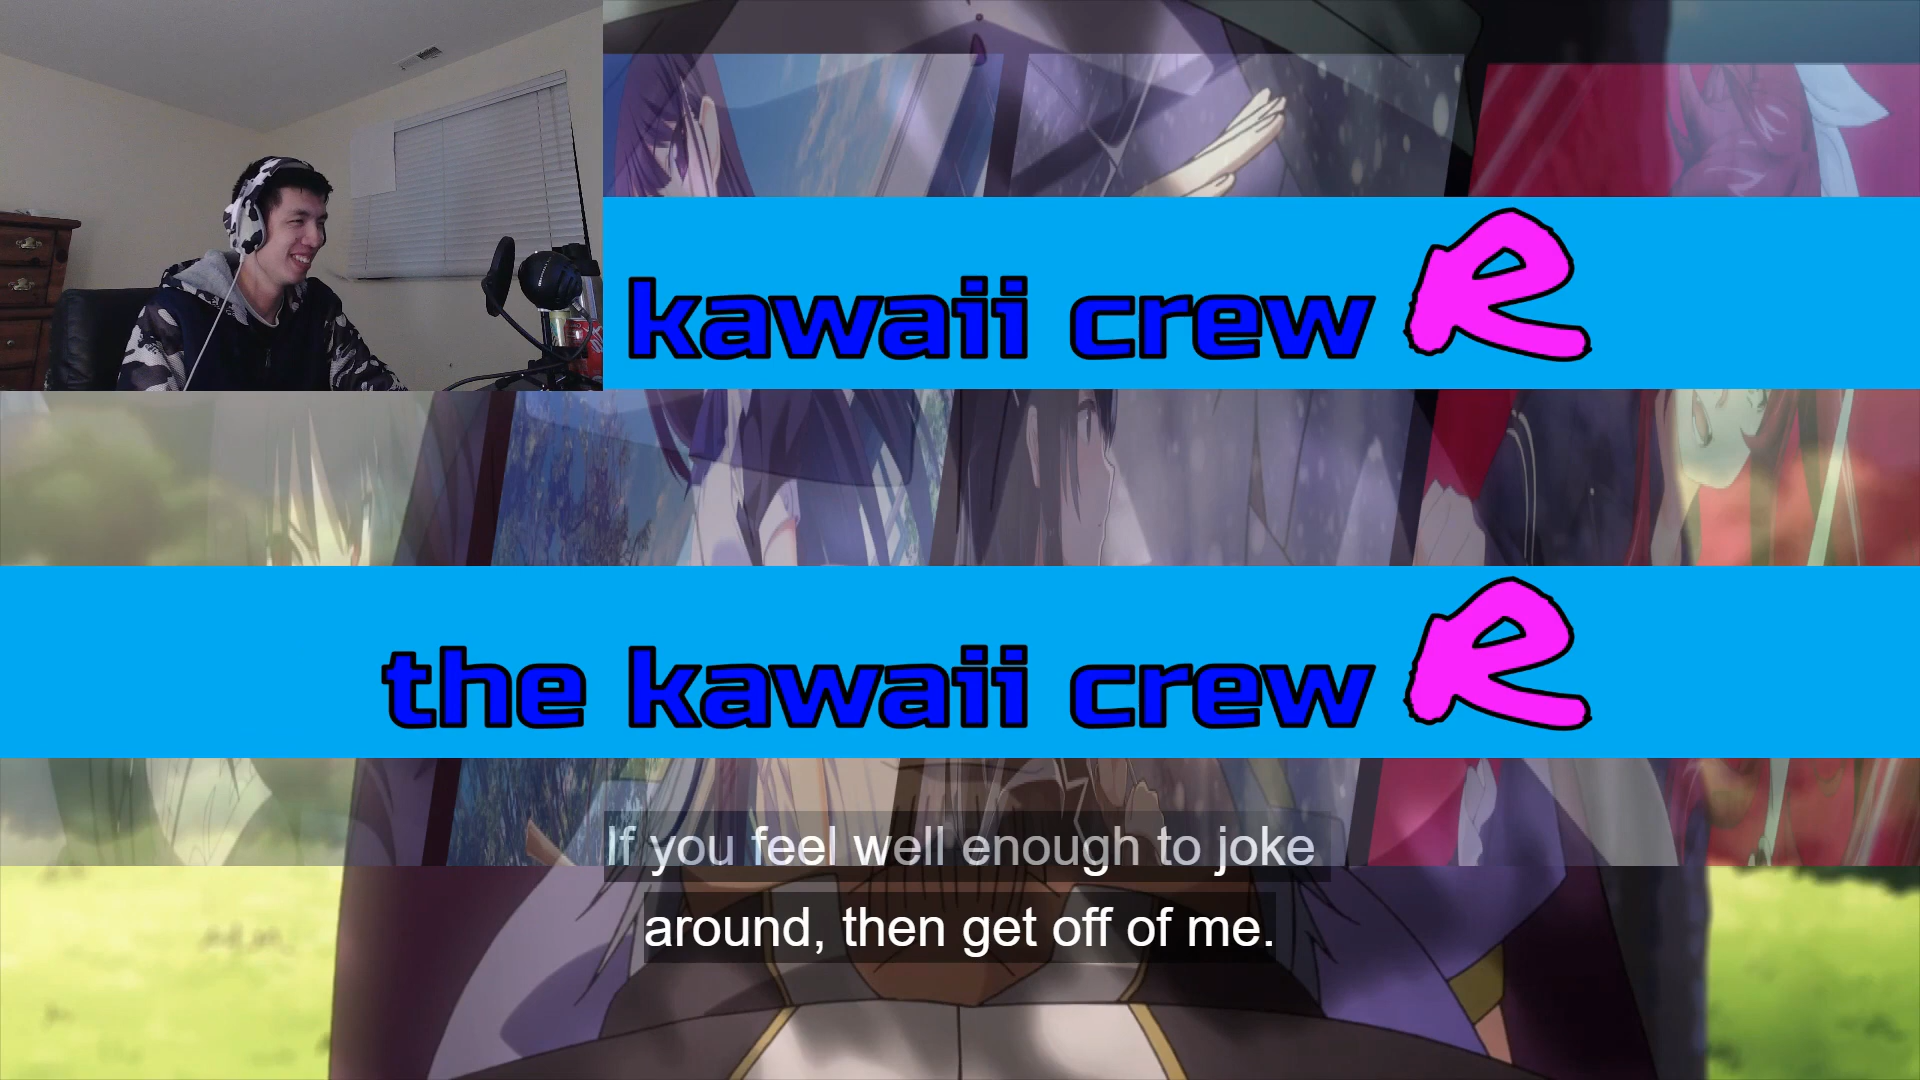 kawaii crew R
the kawaii crew R
If you feel well enough to joke
around, then get off of me.